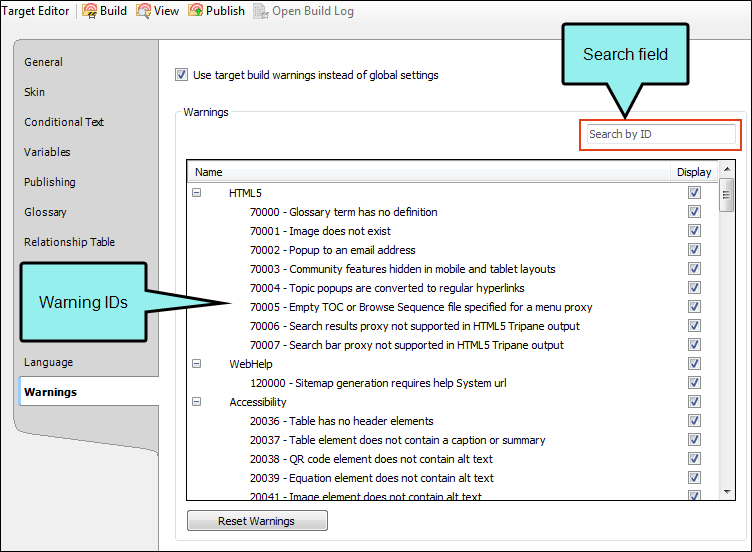 Target Editor Build View Publish Open Build Log
Search field
General
Skin
Conditional Text
Variables
Publishing
Glossary
Relationship Table
Warning IDs
Language
Warnings
Use target build warnings instead of global settings
Warnings
Search by ID
Name Display
HTML5
70000 - Glossary term has no definition
70001 - Image does not exist
70002 - Popup to an email address
70003 - Community features hidden in mobile and tablet layouts
70004 - Topic popups are converted to regular hyperlinks
70005 - Empty TOC or Browse Sequence file specified for a menu proxy
70006 - Search results proxy not supported in HTML5 Tripane output
70007 - Search bar proxy not supported in HTML5 Tripane output
WebHelp
120000 - Sitemap generation requires help System url
Accessibility
20036 - Table has no header elements
20037 - Table element does not contain a caption or summary
20038 - QR code element does not contain alt text
20039 - Equation element does not contain alt text
20041 - Image element does not contain alt text
Reset Warnings